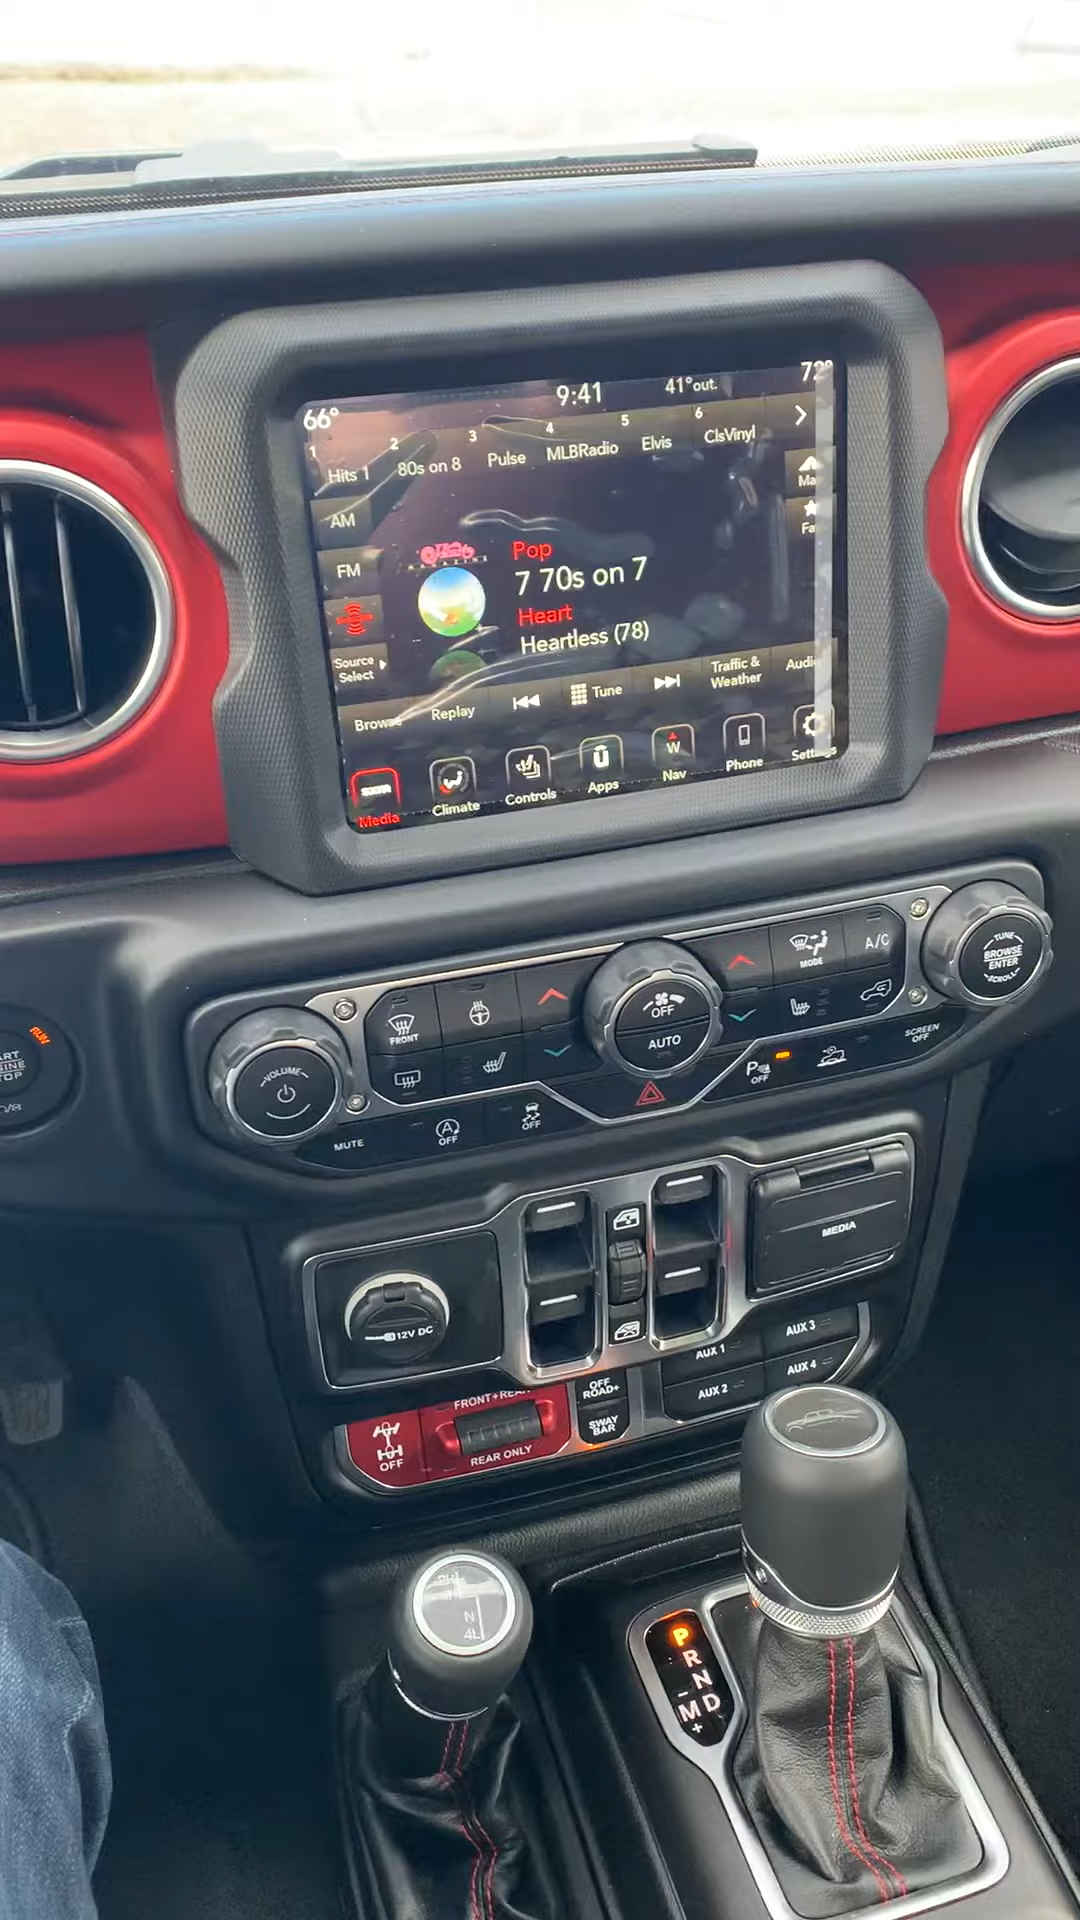 66° 9:41 41°out. 72°
1 2 3 4 5 6
Hits 1 80s on 8 Pulse MLBRadio Elvis ClsVinyl
AM
FM
Source
Select
Pop
7 70s on 7
Heart
Heartless (78)
Browse Replay Tune Traffic &
Weather Audio
Media Climate Controls Apps W Nav Phone Settings
RUN
VOLUME
MUTE
FRONT
A
OFF
OFF
OFF
AUTO
MODE
A/C
P
OFF
SCREEN
OFF
TUNE
BROWSE
ENTER
SCROLL
12V DC
MEDIA
AUX 1
AUX 2
AUX 3
AUX 4
OFF
FRONT+REAR
REAR ONLY
OFF
ROAD+
SWAY
BAR
N
4L
P
R
N
D
–
M
+